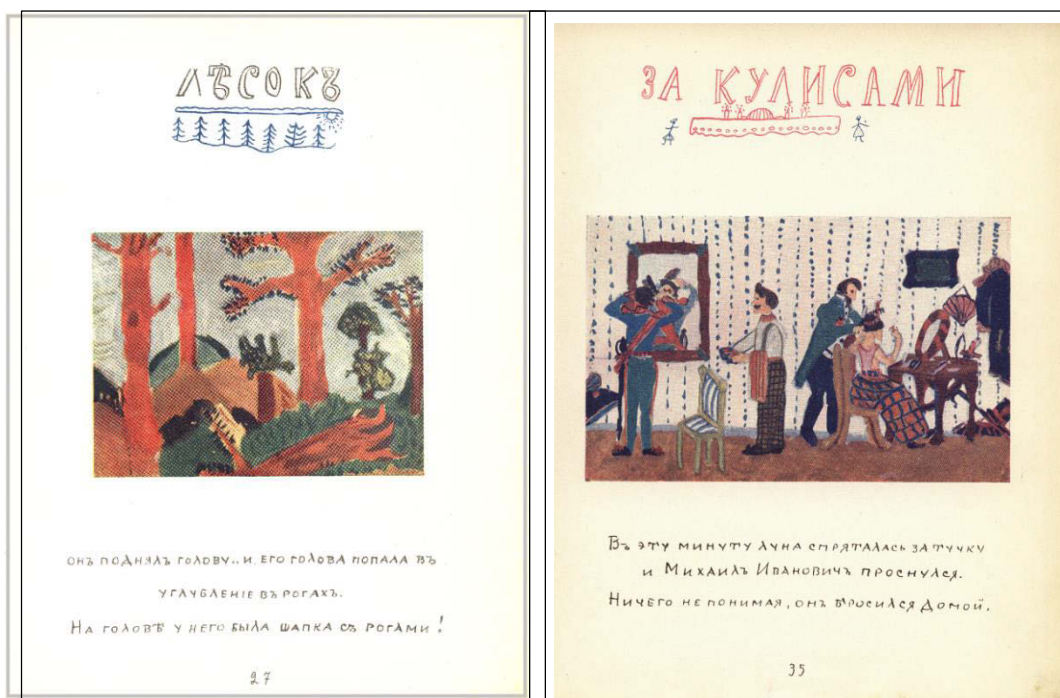 ЛѢСОКЪ
ОНЪ ПОДНЯЛЪ ГОЛОВУ.. И ЕГО ГОЛОВА ПОПАЛА ВЪ
УГЛУБЛЕНІЕ ВЪ РОГАХЪ.
НА ГОЛОВѢ У НЕГО БЫЛА ШАПКА СЪ РОГАМИ!
27
ЗА КУЛИСАМИ
ВЪ ЭТУ МИНУТУ ЛУНА СПРЯТАЛАСЬ ЗА ТУЧКУ
И МИХАИЛЪ ИВАНОВИЧЪ ПРОСНУЛСЯ.
НИЧЕГО НЕ ПОНИМАЯ, ОНЪ БРОСИЛСЯ ДОМОЙ.
35